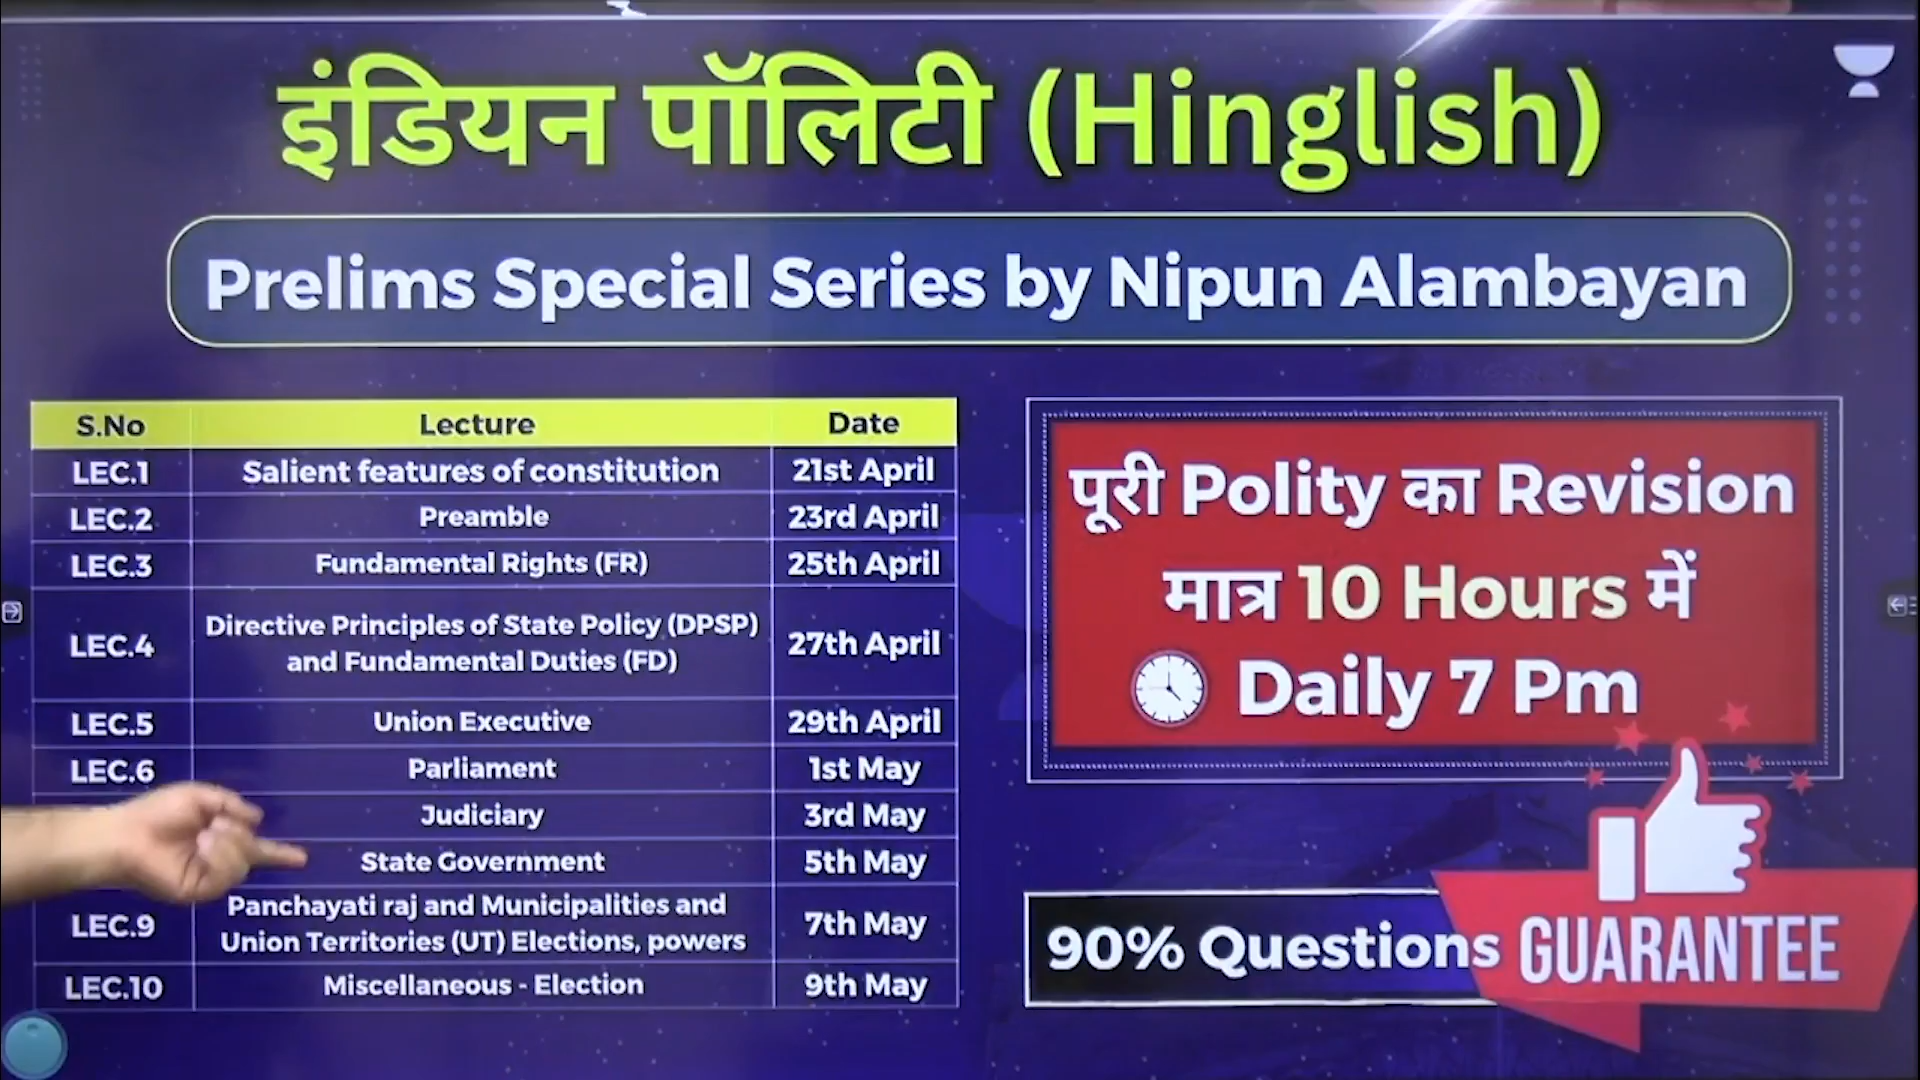 इंडियन पॉलिटी (Hinglish)
Prelims Special Series by Nipun Alambayan
S.No Lecture Date
LEC.1 Salient features of constitution 21st April
LEC.2 Preamble 23rd April
LEC.3 Fundamental Rights (FR) 25th April
LEC.4 Directive Principles of State Policy (DPSP) 27th April
and Fundamental Duties (FD)
LEC.5 Union Executive 29th April
LEC.6 Parliament 1st May
Judiciary 3rd May
State Government 5th May
LEC.9 Panchayati raj and Municipalities and 7th May
Union Territories (UT) Elections, powers
LEC.10 Miscellaneous - Election 9th May
पूरी Polity का Revision
मात्र 10 Hours में
Daily 7 Pm
90% Questions GUARANTEE